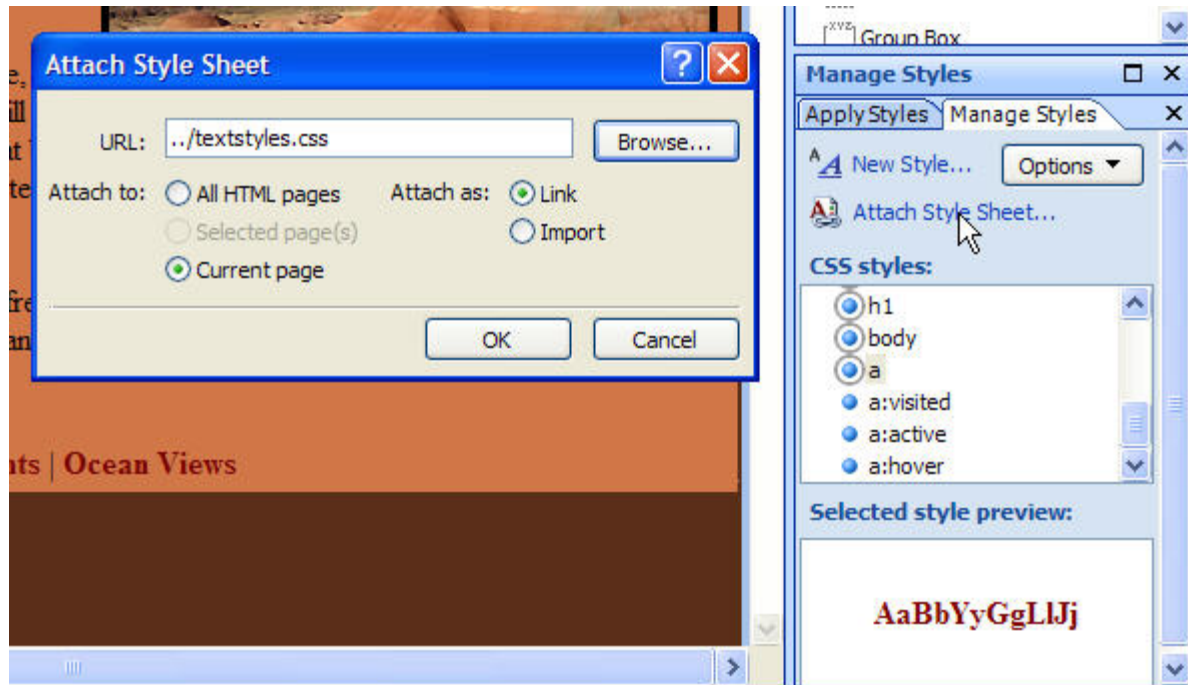 Attach Style Sheet
URL: ../textstyles.css Browse...
Attach to: All HTML pages Attach as: Link
Selected page(s) Import
Current page
OK Cancel
ts | Ocean Views
XYZ Group Box
Manage Styles
Apply Styles Manage Styles
New Style... Options
Attach Style Sheet...
CSS styles:
h1
body
a
a:visited
a:active
a:hover
Selected style preview:
AaBbYyGgLlJj